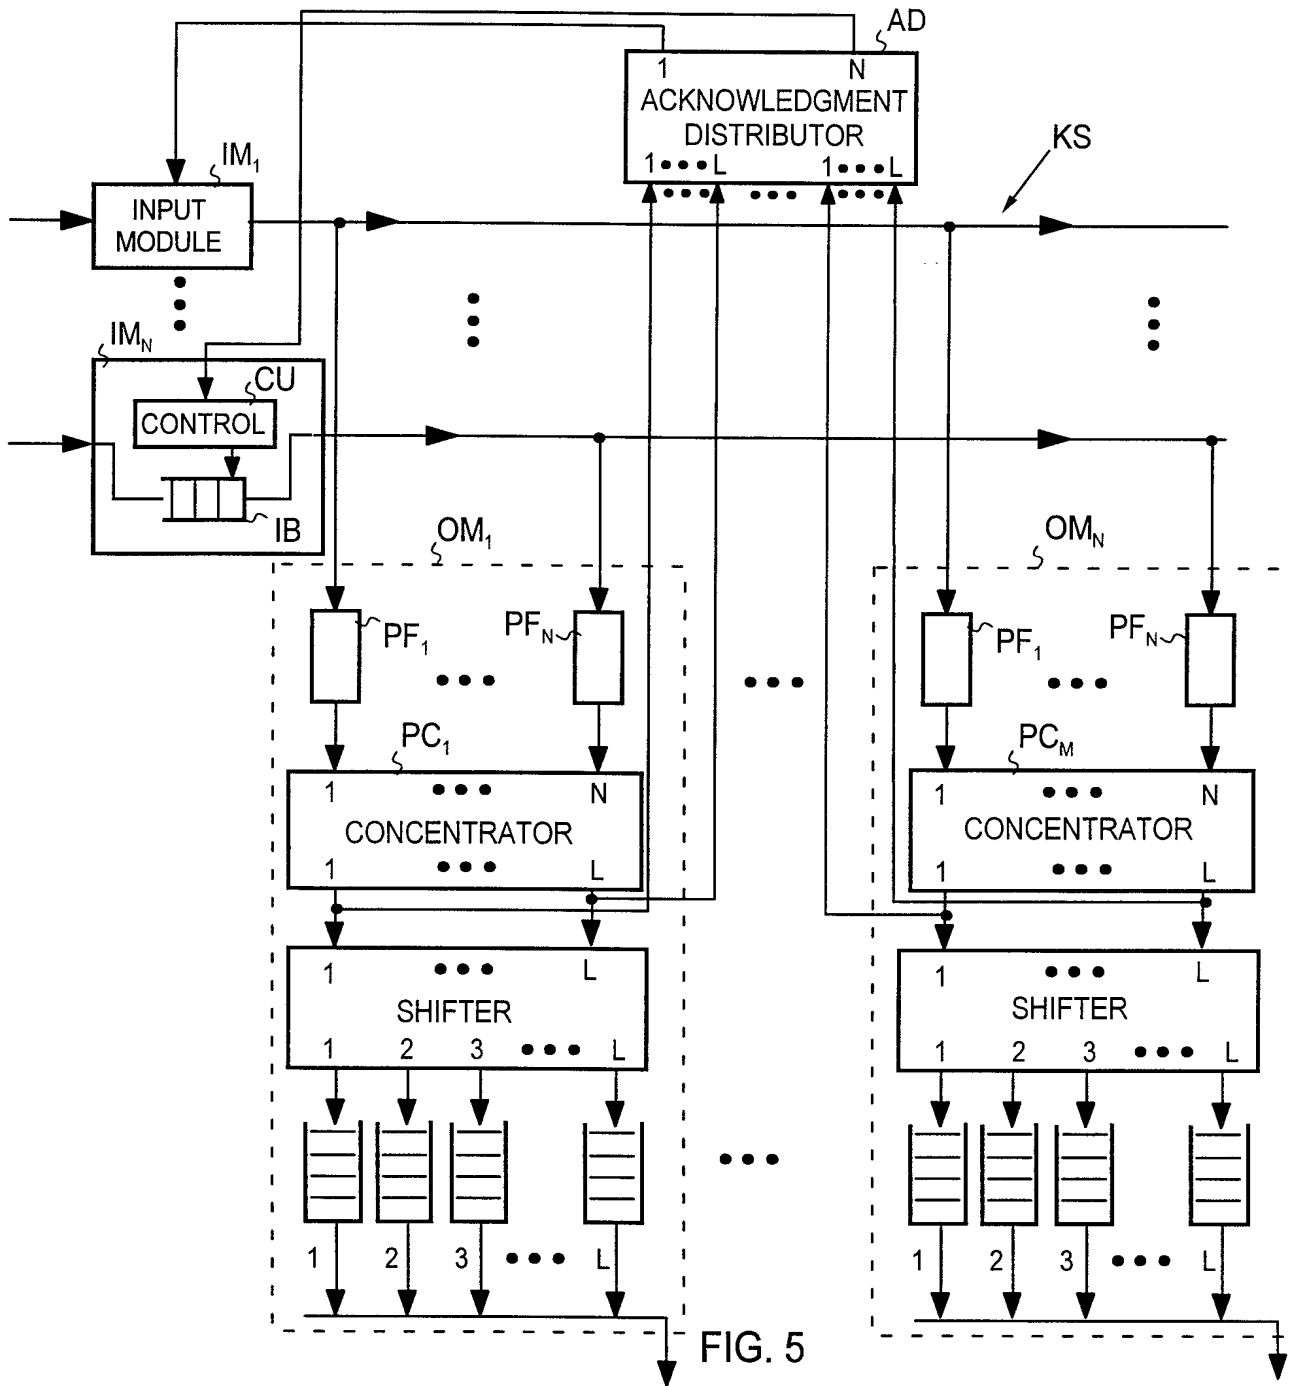 AD
1 N
ACKNOWLEDGMENT
DISTRIBUTOR
1 L 1 L
KS
IM1
INPUT
MODULE
IMN
CU
CONTROL
IB
OM1 OMN
PF1 PFN PF1 PFN
PC1 PCM
1 N 1 N
CONCENTRATOR CONCENTRATOR
1 L 1 L
1 L 1 L
SHIFTER SHIFTER
1 2 3 L 1 2 3 L
1 2 3 L 1 2 3 L
FIG. 5